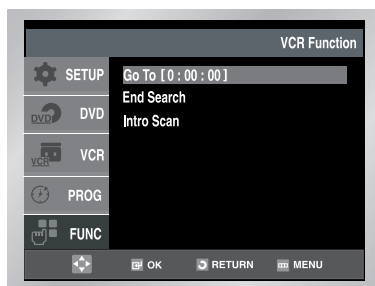 VCR Function
SETUP
DVD
DVD
VCR
VCR
PROG
FUNC
Go To [ 0 : 00 : 00 ]
End Search
Intro Scan
OK
RETURN
MENU